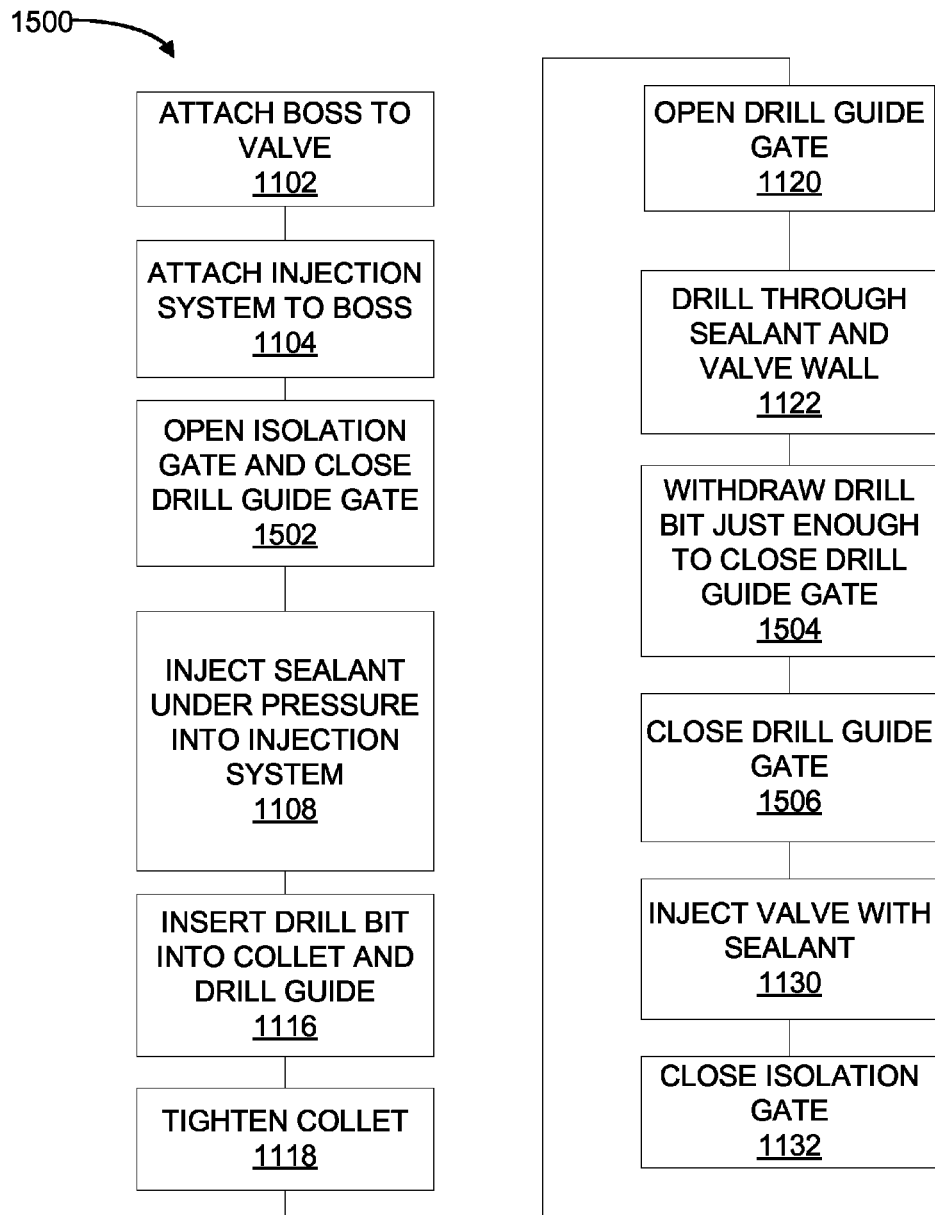 1500
ATTACH BOSS TO
VALVE
1102
ATTACH INJECTION
SYSTEM TO BOSS
1104
OPEN ISOLATION
GATE AND CLOSE
DRILL GUIDE GATE
1502
INJECT SEALANT
UNDER PRESSURE
INTO INJECTION
SYSTEM
1108
INSERT DRILL BIT
INTO COLLET AND
DRILL GUIDE
1116
TIGHTEN COLLET
1118
OPEN DRILL GUIDE
GATE
1120
DRILL THROUGH
SEALANT AND
VALVE WALL
1122
WITHDRAW DRILL
BIT JUST ENOUGH
TO CLOSE DRILL
GUIDE GATE
1504
CLOSE DRILL GUIDE
GATE
1506
INJECT VALVE WITH
SEALANT
1130
CLOSE ISOLATION
GATE
1132